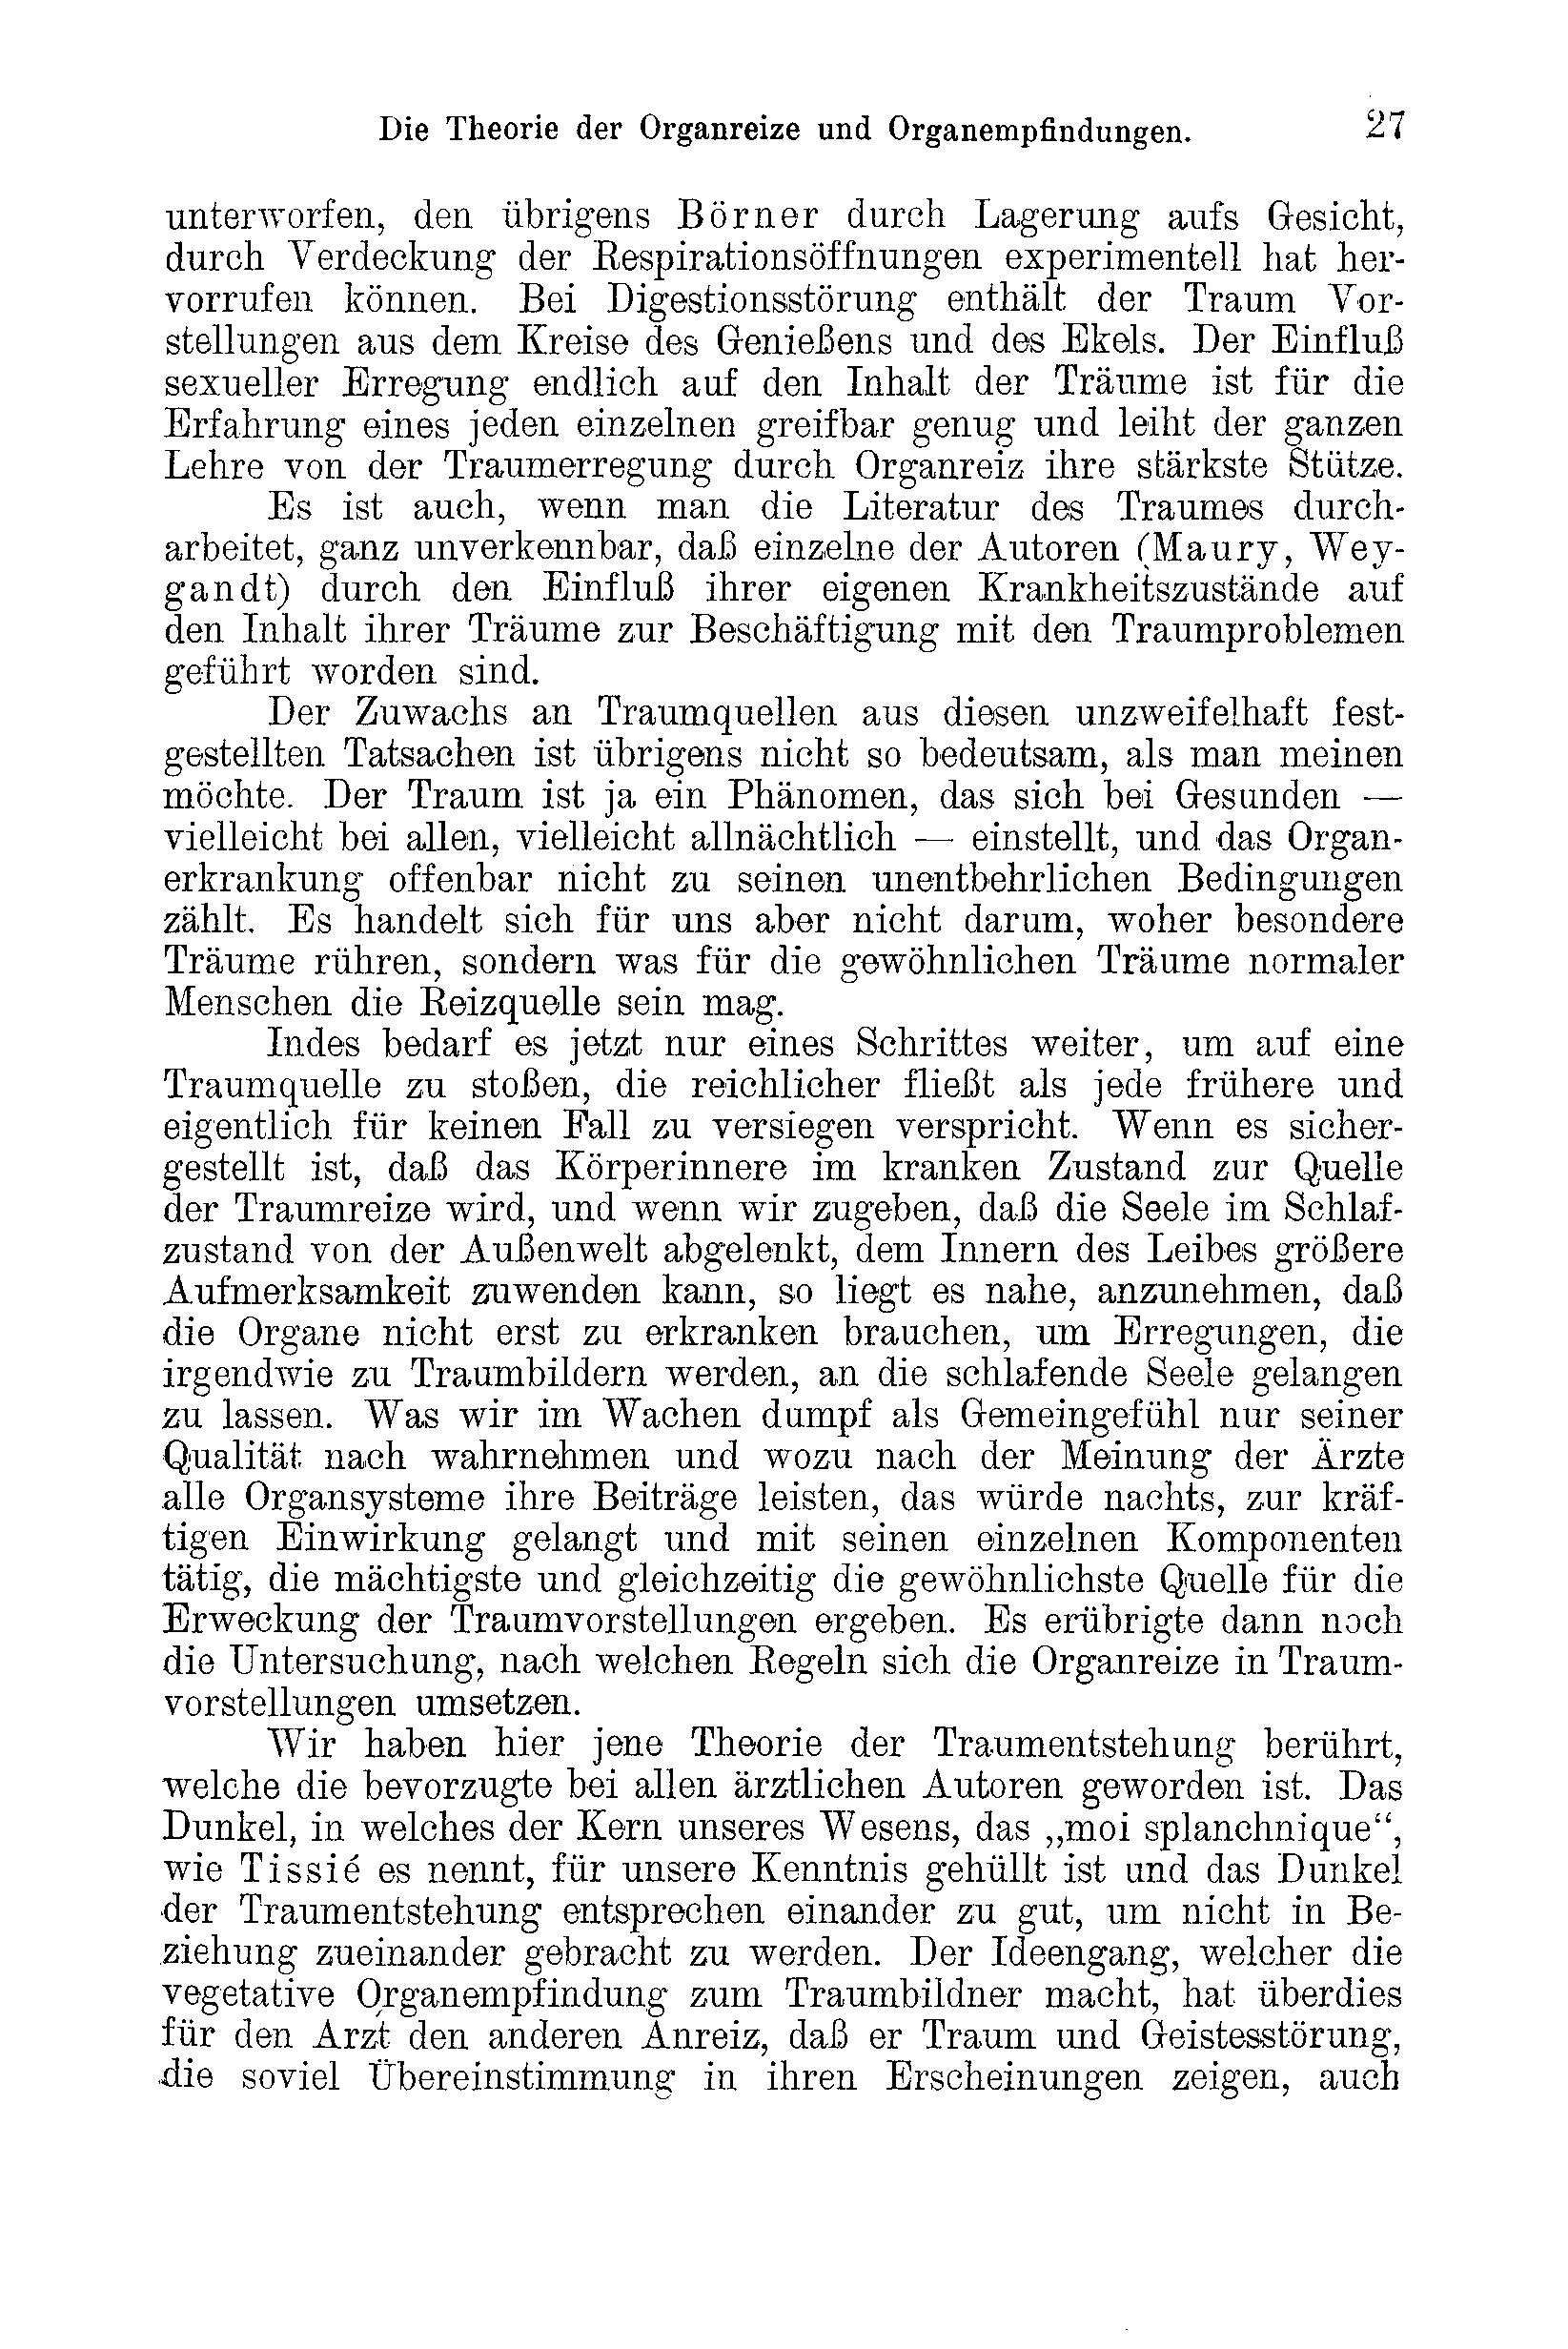 Die Theorie der Organreize und Organempfindungen. 27
unterworfen, den übrigens Börner durch Lagerung aufs Gesicht,
durch Verdeckung der Respirationsöffnungen experimentell hat her-
vorrufen können. Bei Digestionsstörung enthält der Traum Vor-
stellungen aus dem Kreise des Genießens und des Ekels. Der Einfluß
sexueller Erregung endlich auf den Inhalt der Träume ist für die
Erfahrung eines jeden einzelnen greifbar genug und leiht der ganzen
Lehre von der Traumerregung durch Organreiz ihre stärkste Stütze.
Es ist auch, wenn man die Literatur des Traumes durch-
arbeitet, ganz unverkennbar, daß einzelne der Autoren (Maury, Wey-
gandt) durch den Einfluß ihrer eigenen Krankheitszustände auf
den Inhalt ihrer Träume zur Beschäftigung mit den Traumproblemen
geführt worden sind.
Der Zuwachs an Traumquellen aus diesen unzweifelhaft fest-
gestellten Tatsachen ist übrigens nicht so bedeutsam, als man meinen
möchte. Der Traum ist ja ein Phänomen, das sich bei Gesunden —
vielleicht bei allen, vielleicht allnächtlich — einstellt, und das Organ-
erkrankung offenbar nicht zu seinen unentbehrlichen Bedingungen
zählt. Es handelt sich für uns aber nicht darum, woher besondere
Träume rühren, sondern was für die gewöhnlichen Träume normaler
Menschen die Reizquelle sein mag.
Indes bedarf es jetzt nur eines Schrittes weiter, um auf eine
Traumquelle zu stoßen, die reichlicher fließt als jede frühere und
eigentlich für keinen Fall zu versiegen verspricht. Wenn es sicher-
gestellt ist, daß das Körperinnere im kranken Zustand zur Quelle
der Traumreize wird, und wenn wir zugeben, daß die Seele im Schlaf-
zustand von der Außenwelt abgelenkt, dem Innern des Leibes größere
Aufmerksamkeit zuwenden kann, so liegt es nahe, anzunehmen, daß
die Organe nicht erst zu erkranken brauchen, um Erregungen, die
irgendwie zu Traumbildern werden, an die schlafende Seele gelangen
zu lassen. Was wir im Wachen dumpf als Gemeingefühl nur seiner
Qualität nach wahrnehmen und wozu nach der Meinung der Ärzte
alle Organsysteme ihre Beiträge leisten, das würde nachts, zur kräf-
tigen Einwirkung gelangt und mit seinen einzelnen Komponenten
tätig, die mächtigste und gleichzeitig die gewöhnlichste Quelle für die
Erweckung der Traumvorstellungen ergeben. Es erübrigte dann noch
die Untersuchung, nach welchen Regeln sich die Organreize in Traum-
vorstellungen umsetzen.
Wir haben hier jene Theorie der Traumentstehung berührt,
welche die bevorzugte bei allen ärztlichen Autoren geworden ist. Das
Dunkel, in welches der Kern unseres Wesens, das „moi splanchnique“,
wie Tissié es nennt, für unsere Kenntnis gehüllt ist und das Dunkel
der Traumentstehung entsprechen einander zu gut, um nicht in Be-
ziehung zueinander gebracht zu werden. Der Ideengang, welcher die
vegetative Organempfindung zum Traumbildner macht, hat überdies
für den Arzt den anderen Anreiz, daß er Traum und Geistesstörung,
die soviel Übereinstimmung in ihren Erscheinungen zeigen, auch